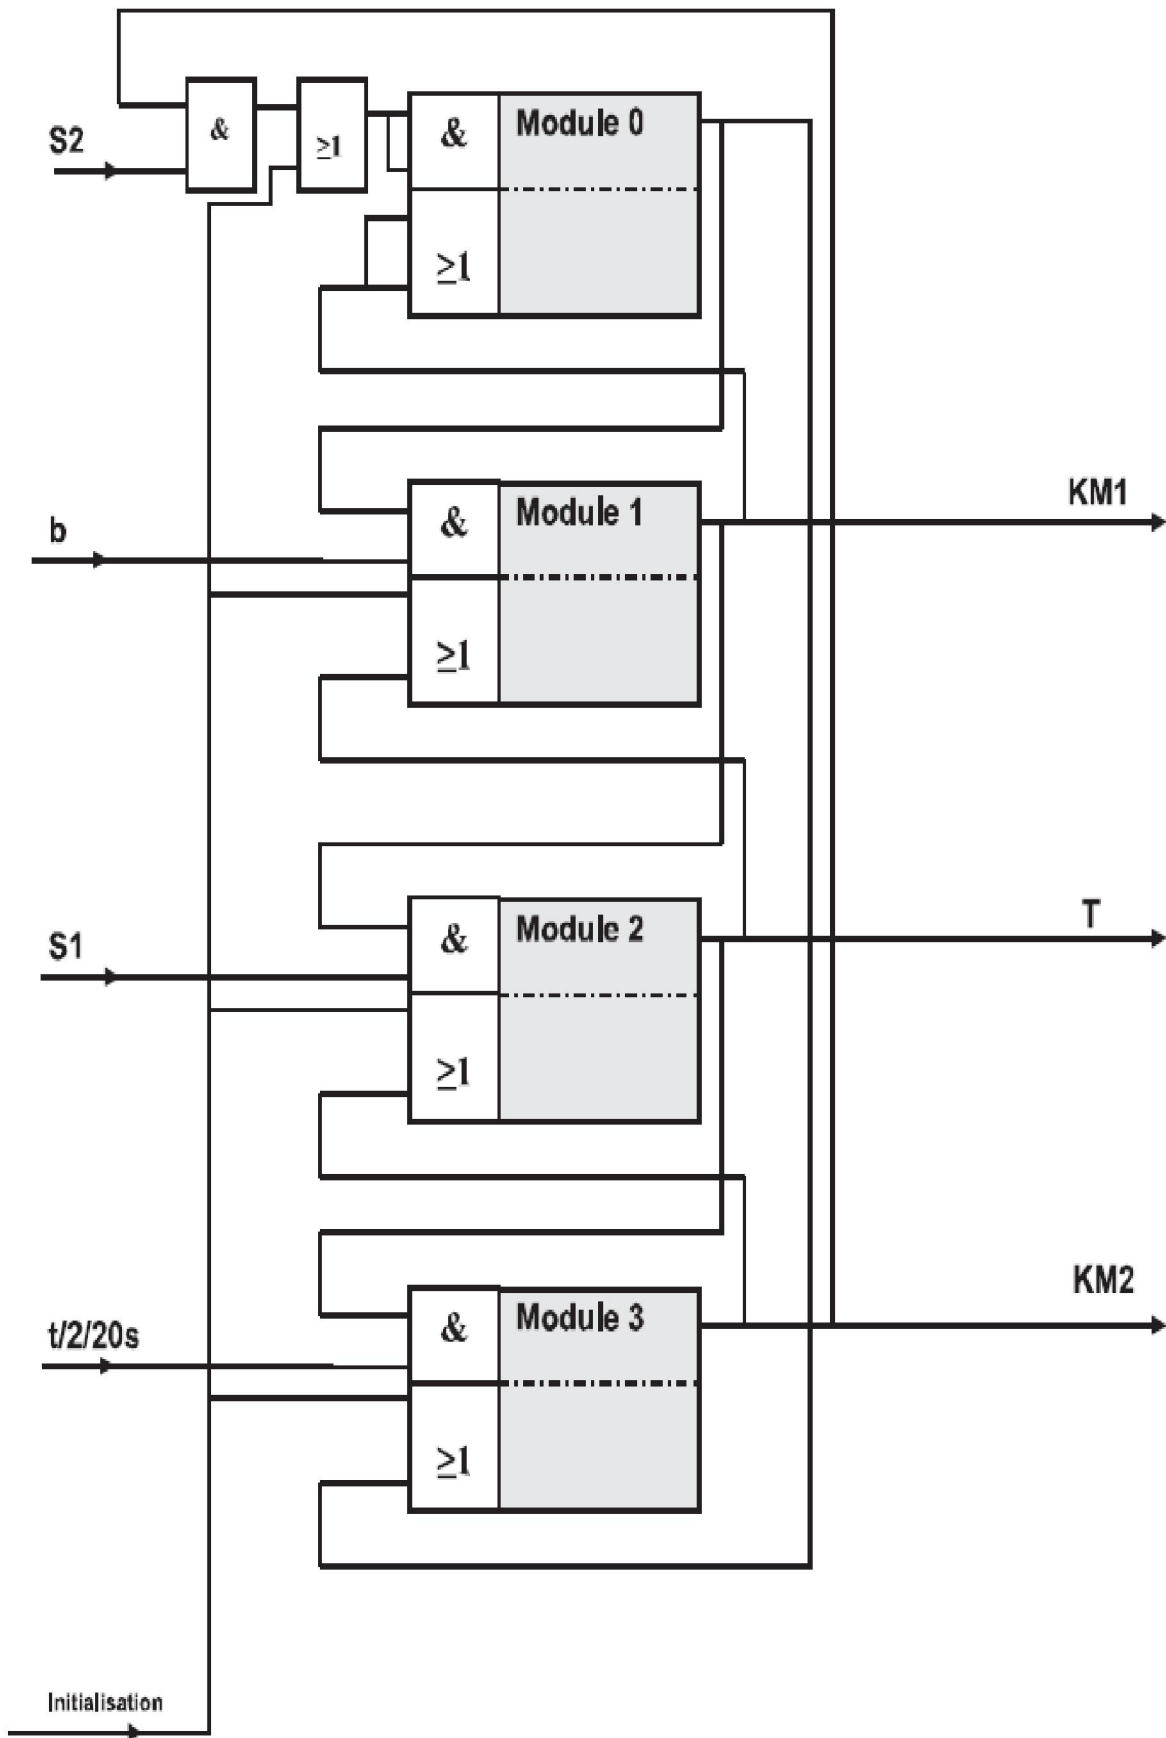 S2
&
≥1
&
Module 0
≥1
KM1
b
&
Module 1
≥1
T
S1
&
Module 2
≥1
KM2
t/2/20s
&
Module 3
≥1
Initialisation